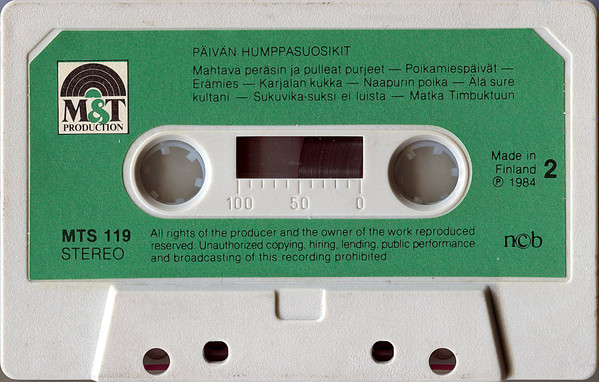 PÄIVÄN HUMPPASUOSIKIT
Mahtava peräsin ja pulleat purjeet — Poikamiespäivät —
Erämies — Karjalan kukka — Naapurin poika — Älä sure
kultani — Sukuvika-suksi ei luista — Matka Timbuktuun
M&T
PRODUCTION
Made in
Finland
℗ 1984
2
100 50 0
MTS 119
STEREO
All rights of the producer and the owner of the work reproduced
reserved. Unauthorized copying, hiring, lending, public performance
and broadcasting of this recording prohibited
ncb